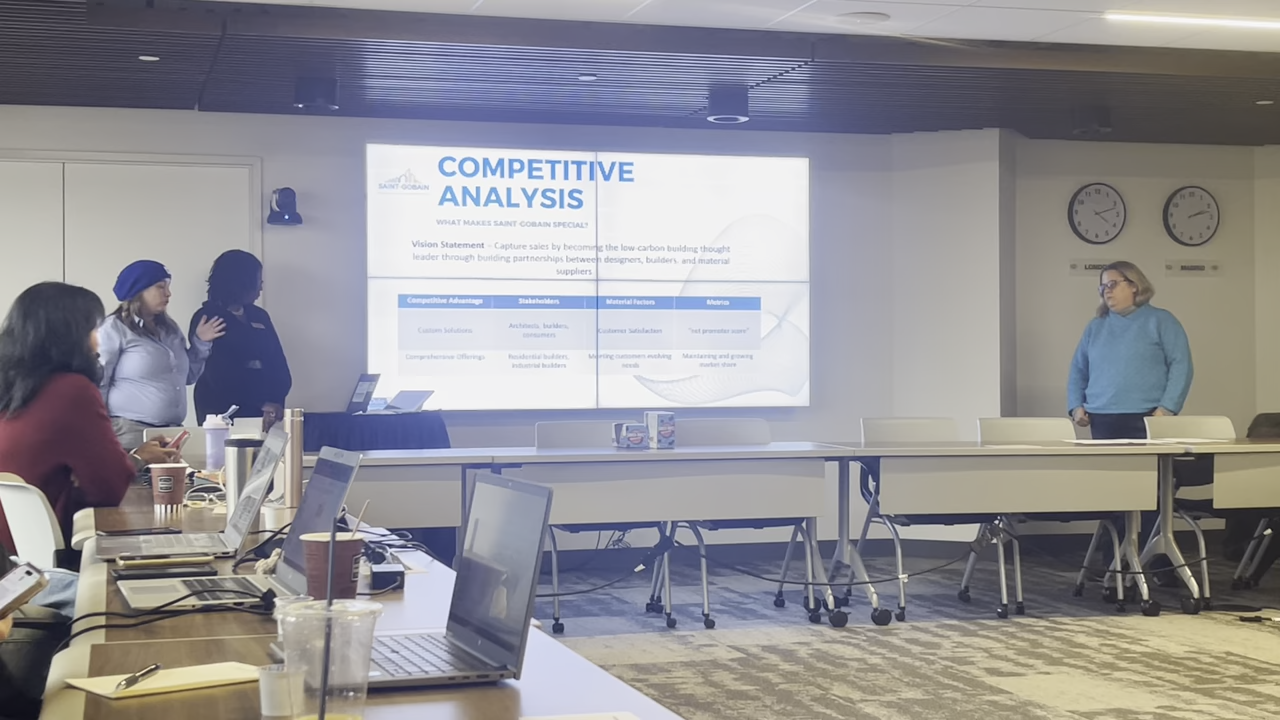 COMPETITIVE
ANALYSIS
SAINT-GOBAIN
WHAT MAKES SAINT-GOBAIN SPECIAL?
Vision Statement – Capture sales by becoming the low-carbon building thought
leader through building partnerships between designers, builders, and material
suppliers
Competitive Advantage Stakeholders Material Factors Metrics
Custom Solutions Architects, builders, consumers Customer Satisfaction "net promoter score"
Comprehensive Offerings Residential builders, industrial builders Meeting customers evolving needs Maintaining and growing market share
LONDON